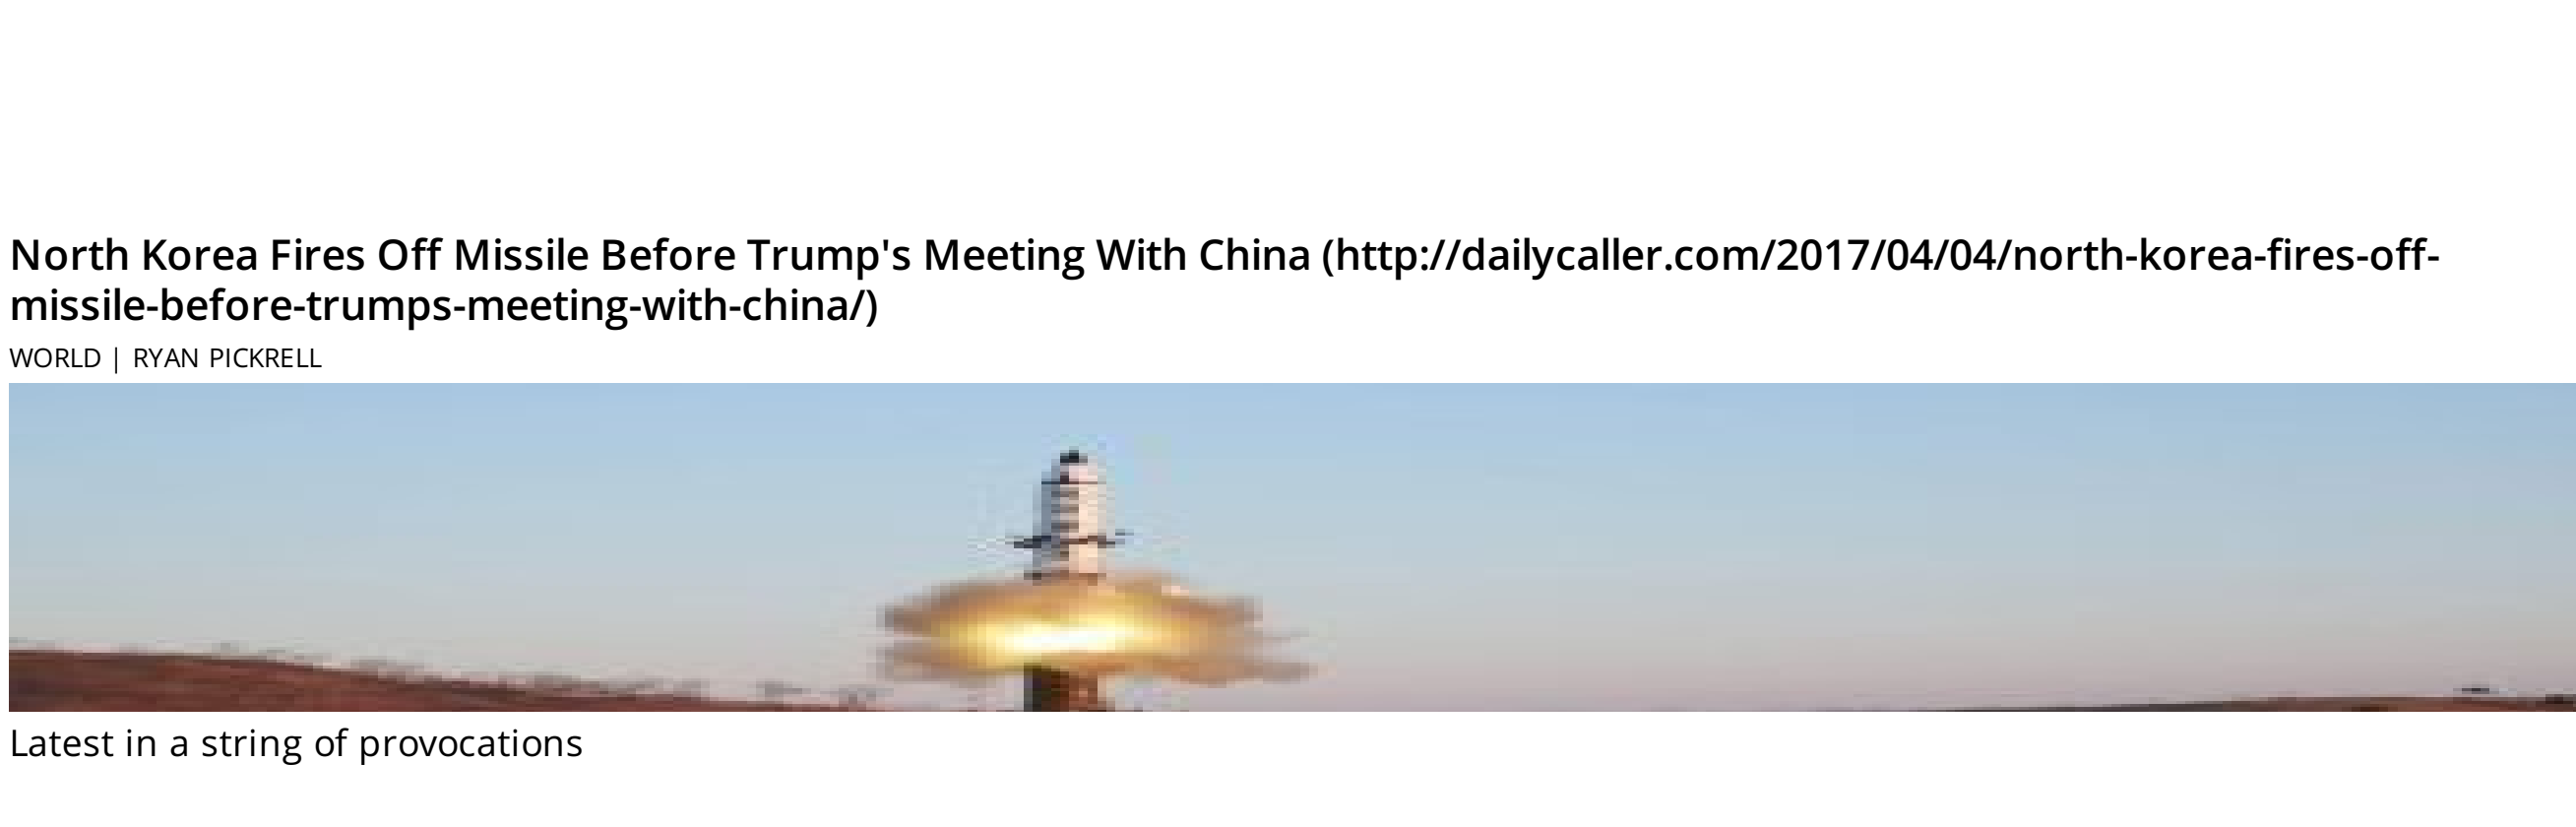 North Korea Fires Off Missile Before Trump's Meeting With China (http://dailycaller.com/2017/04/04/north-korea-fires-off-
missile-before-trumps-meeting-with-china/)
WORLD | RYAN PICKRELL
Latest in a string of provocations